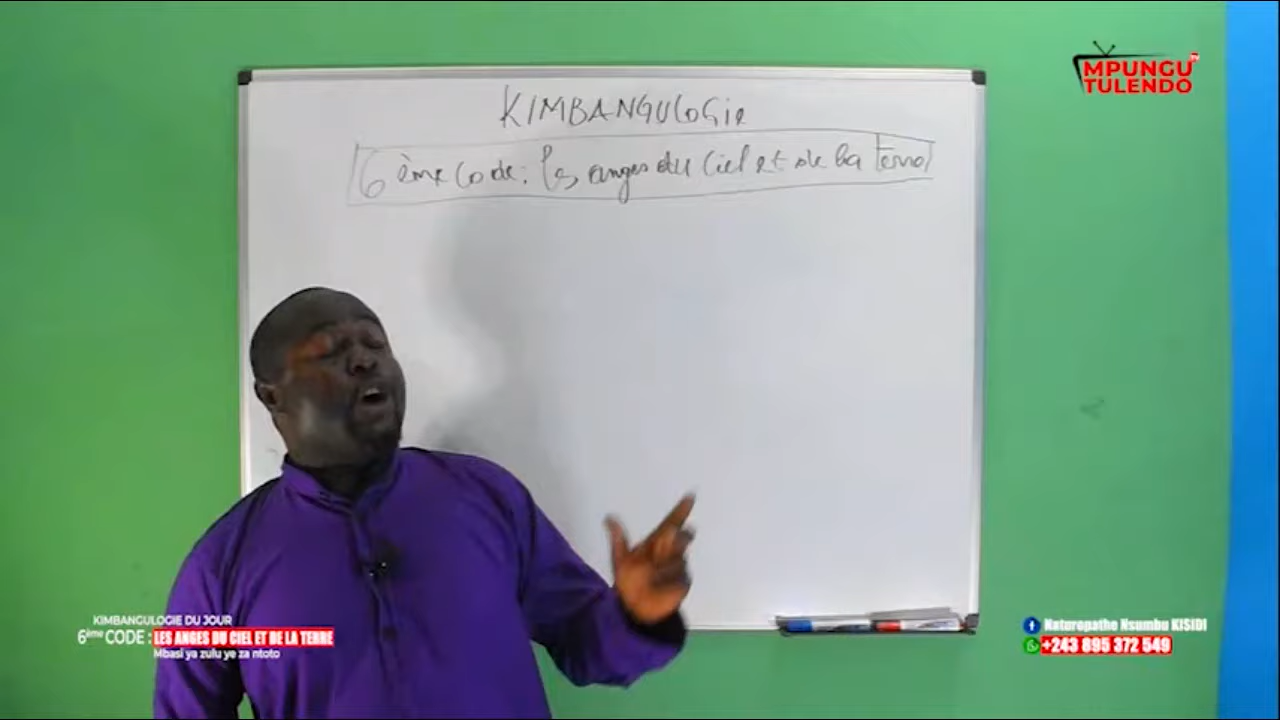 KIMBANGULOGIE
6ème Code : les anges du Ciel et de la Terre
MPUNGU TV
TULENDO
KIMBANGULOGIE DU JOUR
6ème CODE : LES ANGES DU CIEL ET DE LA TERRE
Mbasi ya zulu ye za ntoto
Naturopathe Nsumbu KISIDI
+243 895 372 549